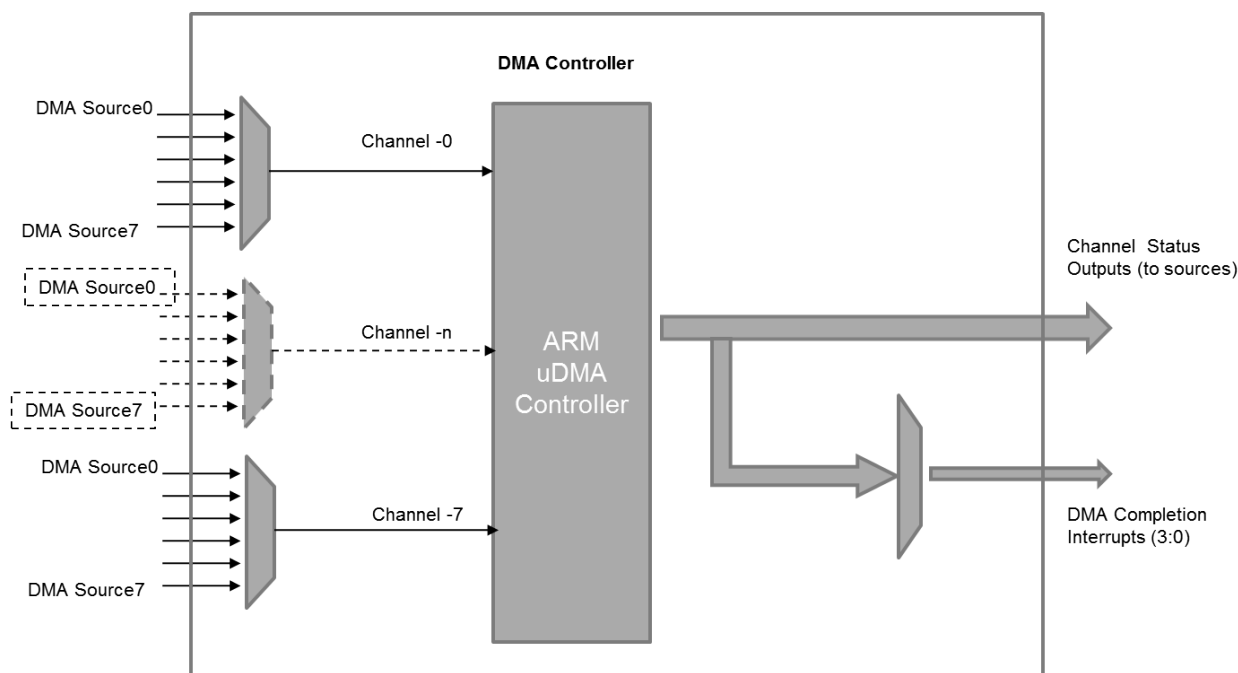 DMA Controller
DMA Source0
Channel -0
DMA Source7
DMA Source0
Channel -n
DMA Source7
DMA Source0
Channel -7
DMA Source7
ARM
uDMA
Controller
Channel Status
Outputs (to sources)
DMA Completion
Interrupts (3:0)